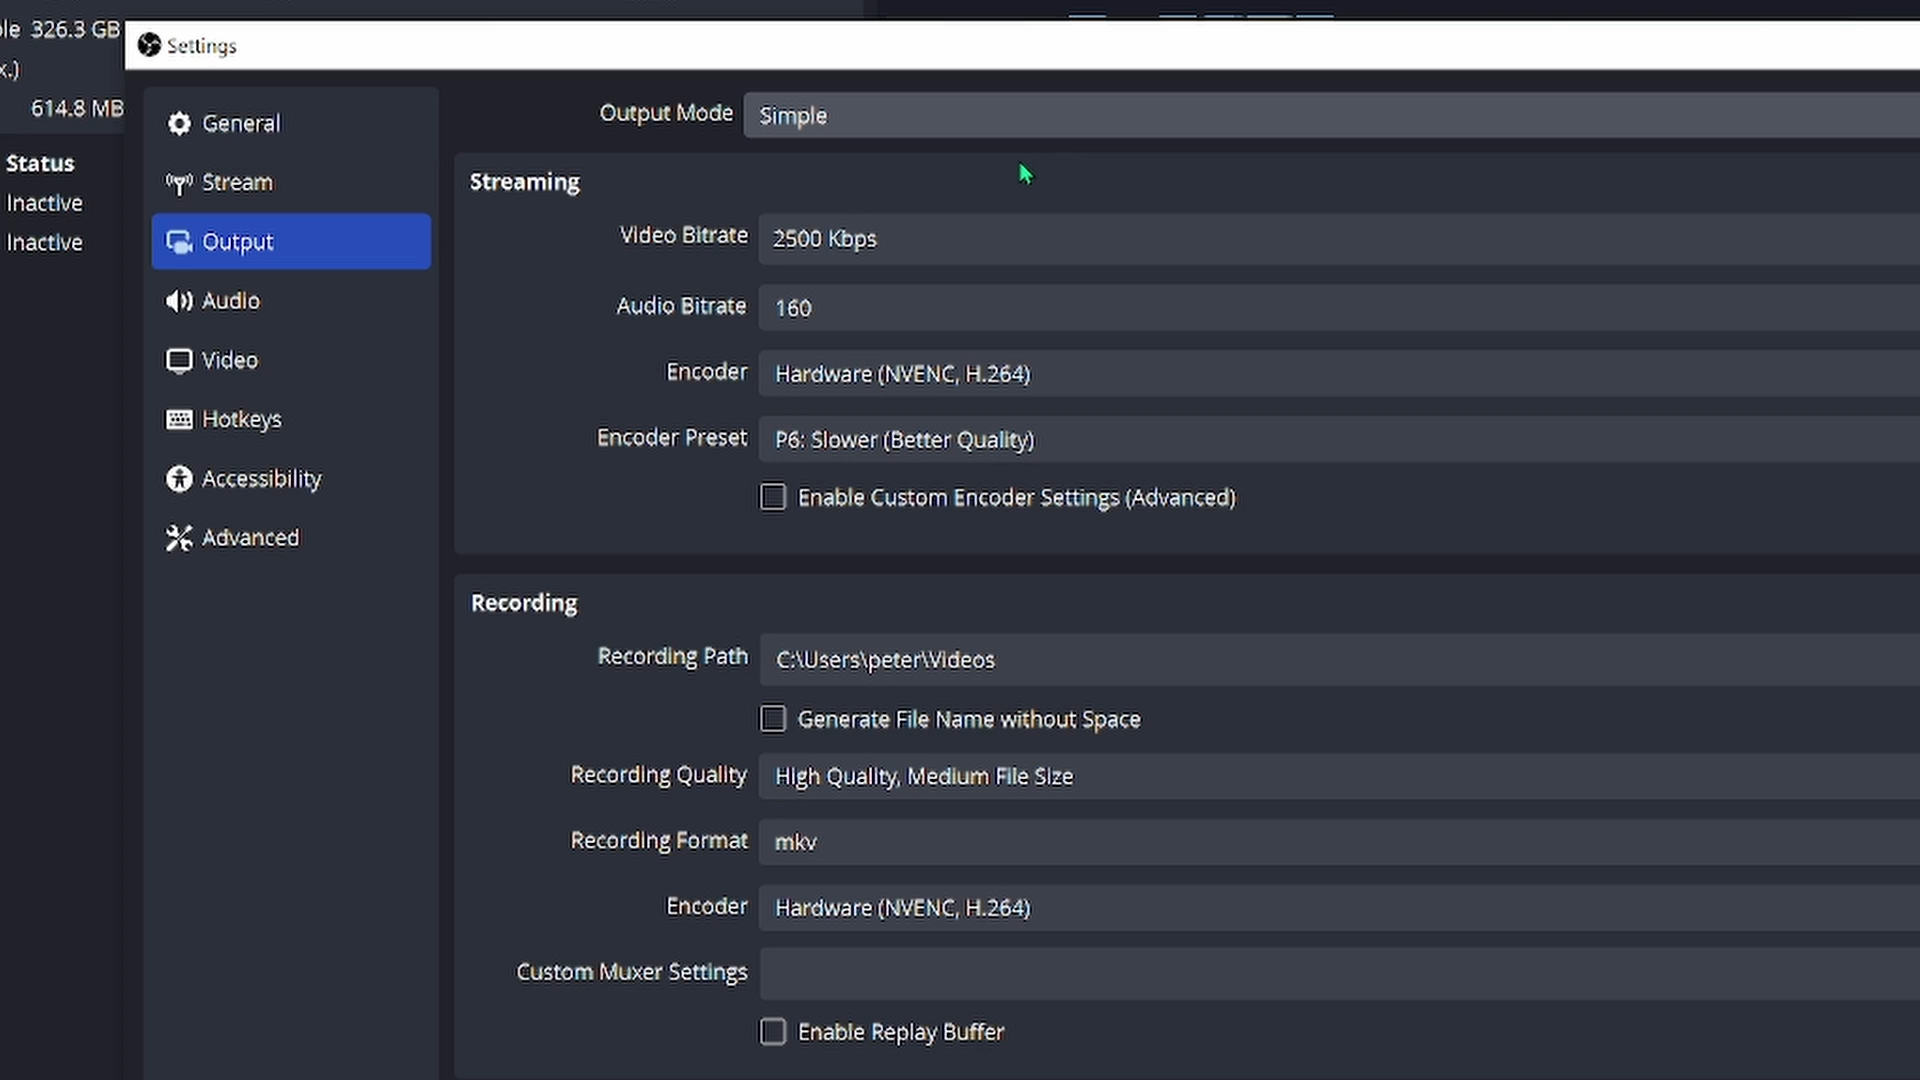 326.3 GB
x.)
614.8 MB
Status
Inactive
Inactive
Settings
General
Stream
Output
Audio
Video
Hotkeys
Accessibility
Advanced
Output Mode Simple
Streaming
Video Bitrate 2500 Kbps
Audio Bitrate 160
Encoder Hardware (NVENC, H.264)
Encoder Preset P6: Slower (Better Quality)
Enable Custom Encoder Settings (Advanced)
Recording
Recording Path C:\Users\peter\Videos
Generate File Name without Space
Recording Quality High Quality, Medium File Size
Recording Format mkv
Encoder Hardware (NVENC, H.264)
Custom Muxer Settings
Enable Replay Buffer